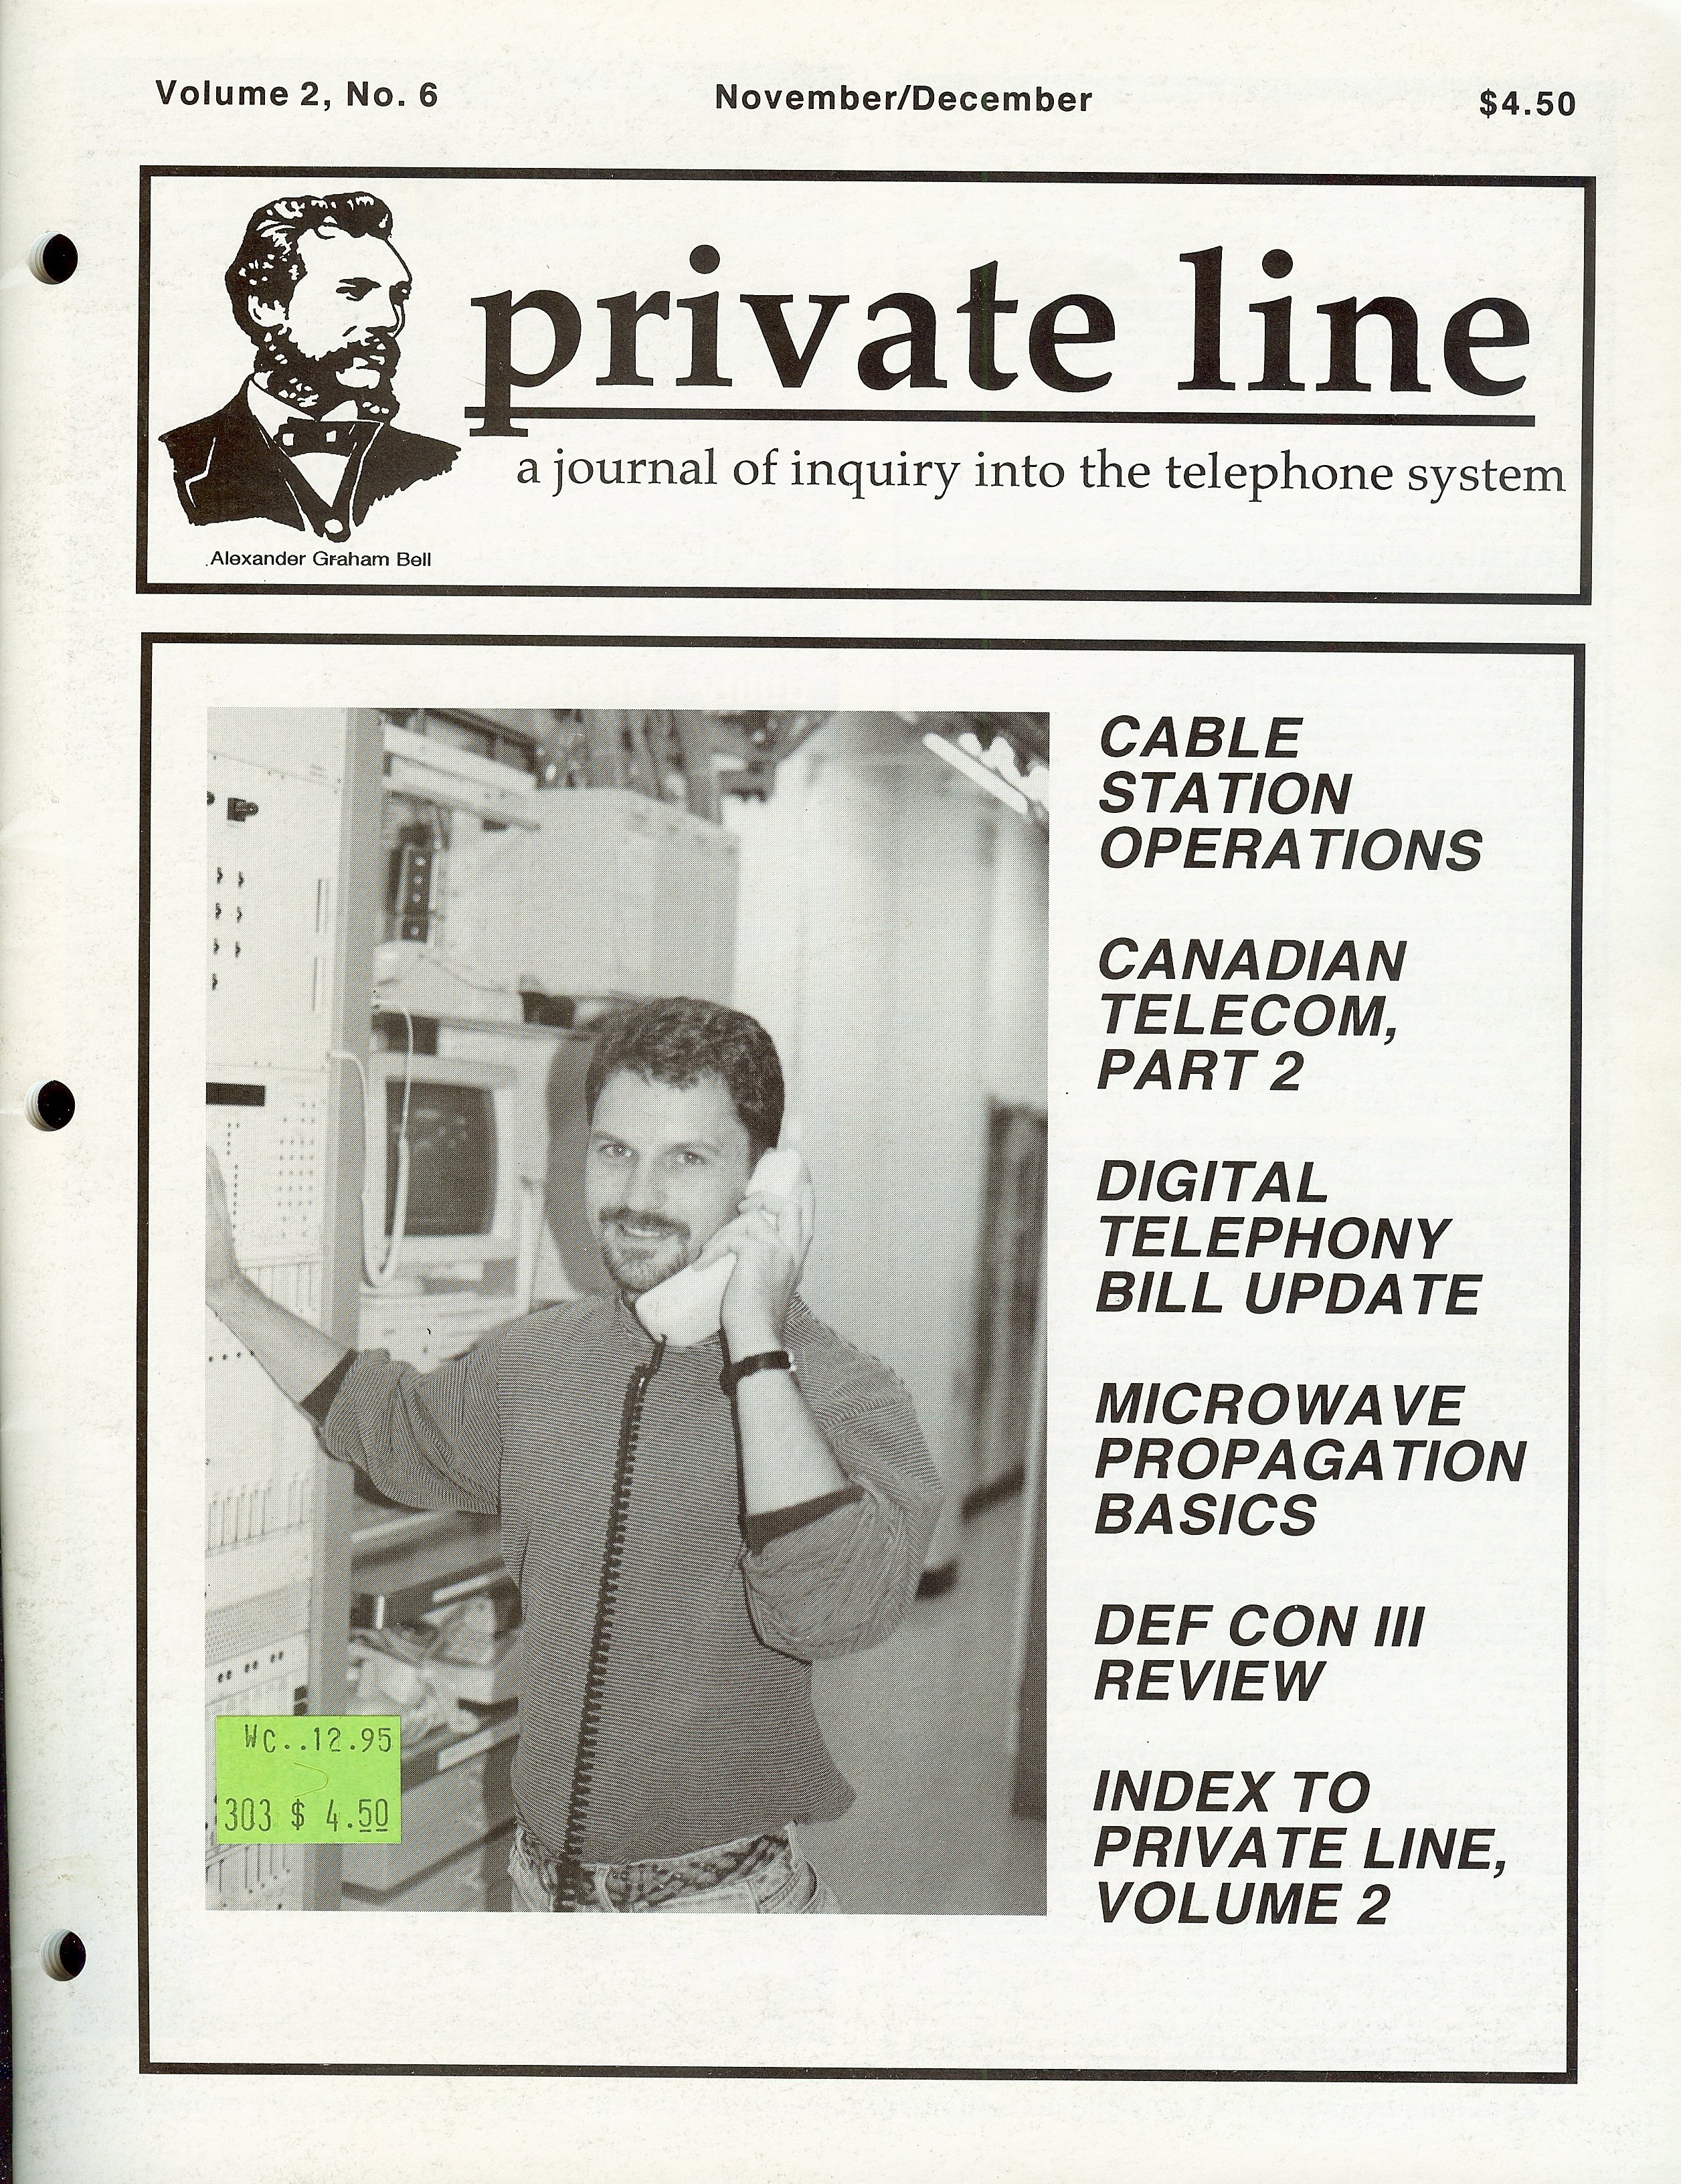 Volume 2, No. 6
November/December
$4.50
private line
a journal of inquiry into the telephone system
Alexander Graham Bell
CABLE
STATION
OPERATIONS
CANADIAN
TELECOM,
PART 2
DIGITAL
TELEPHONY
BILL UPDATE
MICROWAVE
PROPAGATION
BASICS
DEF CON III
REVIEW
INDEX TO
PRIVATE LINE,
VOLUME 2
WC..12.95
303 $ 4.50